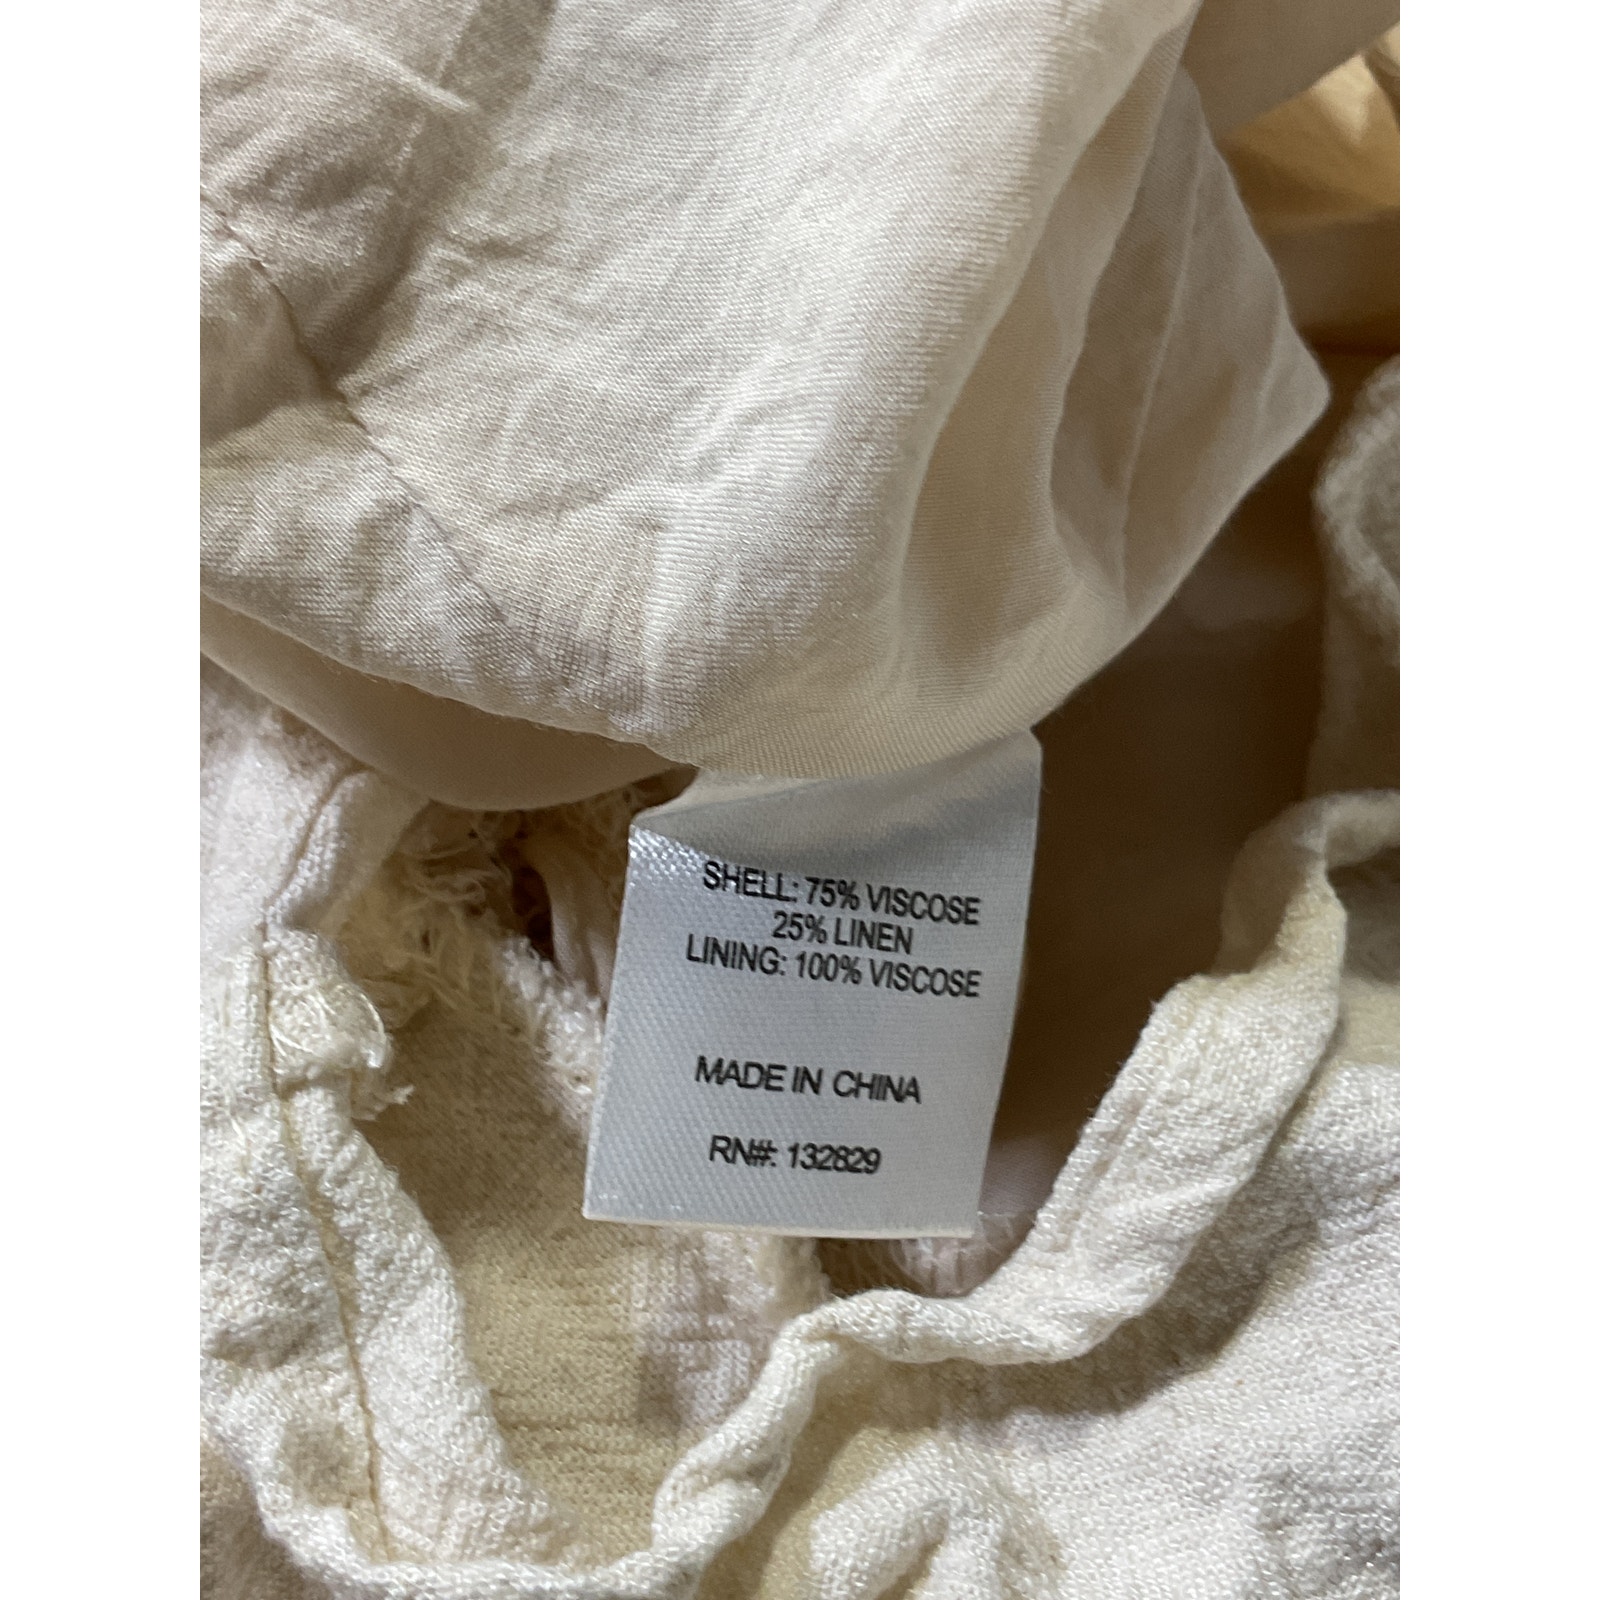 SHELL: 75% VISCOSE
25% LINEN
LINING: 100% VISCOSE
MADE IN CHINA
RN#: 132829